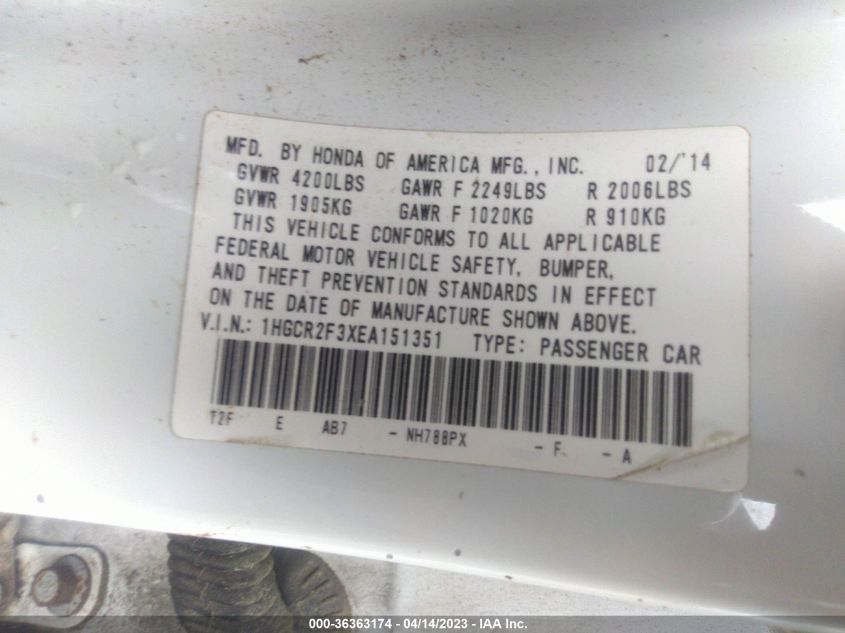 MFD. BY HONDA OF AMERICA MFG., INC. 02/'14
GVWR 4200LBS GAWR F 2249LBS R 2006LBS
GVWR 1905KG GAWR F 1020KG R 910KG
THIS VEHICLE CONFORMS TO ALL APPLICABLE
FEDERAL MOTOR VEHICLE SAFETY, BUMPER,
AND THEFT PREVENTION STANDARDS IN EFFECT
ON THE DATE OF MANUFACTURE SHOWN ABOVE.
V.I.N.: 1HGCR2F3XEA151351 TYPE: PASSENGER CAR
T2F E AB7 - NH788PX - F - A
000-36363174 - 04/14/2023 - © IAA Inc.